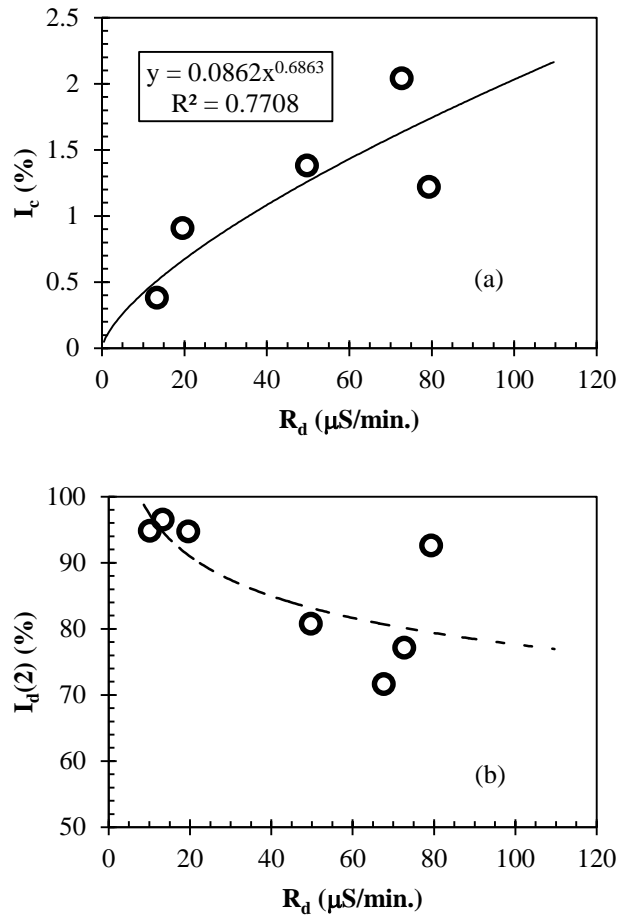 2.5
2
1.5
1
0.5
0
I_c (%)
y = 0.0862x^0.6863
R² = 0.7708
(a)
0 20 40 60 80 100 120
R_d (μS/min.)
100
90
80
70
60
50
I_d(2) (%)
(b)
0 20 40 60 80 100 120
R_d (μS/min.)